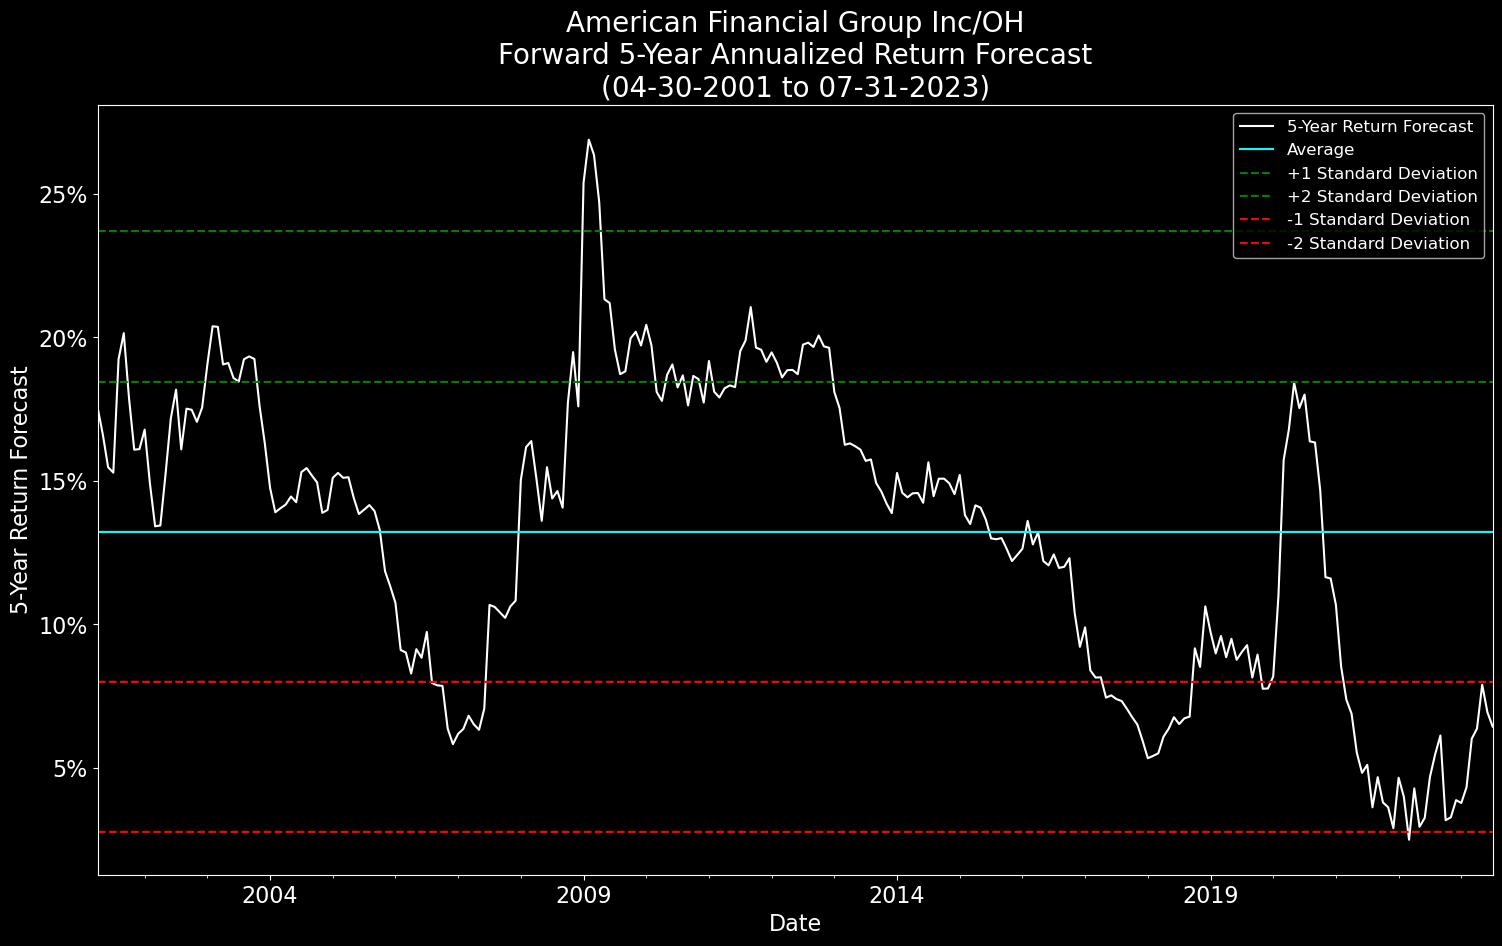 American Financial Group Inc/OH
Forward 5-Year Annualized Return Forecast
(04-30-2001 to 07-31-2023)
5-Year Return Forecast
Average
+1 Standard Deviation
+2 Standard Deviation
-1 Standard Deviation
-2 Standard Deviation
25%
20%
15%
10%
5%
5-Year Return Forecast
2004
2009
2014
2019
Date